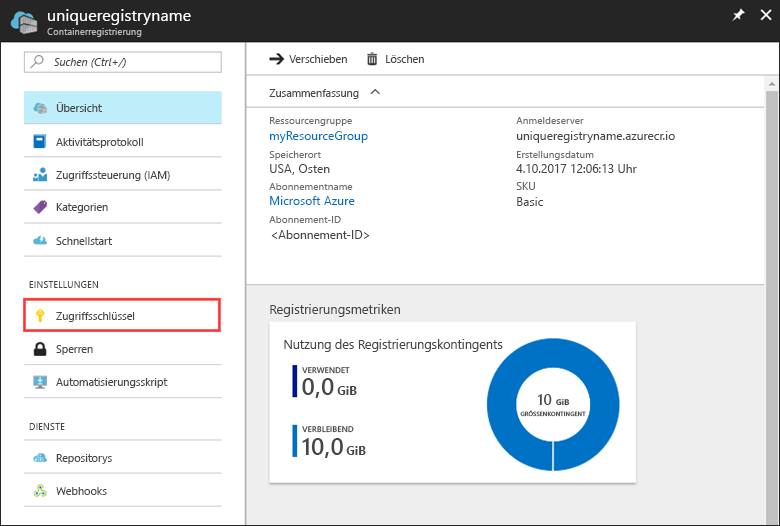 uniqueregistryname
Containerregistrierung
Suchen (Ctrl+/)
Übersicht
Aktivitätsprotokoll
Zugriffssteuerung (IAM)
Kategorien
Schnellstart
EINSTELLUNGEN
Zugriffsschlüssel
Sperren
Automatisierungsskript
DIENSTE
Repositorys
Webhooks
Verschieben
Löschen
Zusammenfassung
Ressourcengruppe
myResourceGroup
Speicherort
USA, Osten
Abonnementname
Microsoft Azure
Abonnement-ID
<Abonnement-ID>
Anmeldeserver
uniqueregistryname.azurecr.io
Erstellungsdatum
4.10.2017 12:06:13 Uhr
SKU
Basic
Registrierungsmetriken
Nutzung des Registrierungskontingents
VERWENDET
0,0 GiB
VERBLEIBEND
10,0 GiB
10 GiB
GRÖSSENKONTINGENT